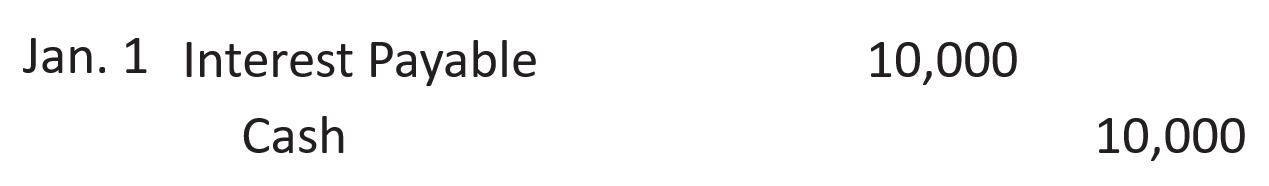 Jan. 1 Interest Payable 10,000
Cash 10,000